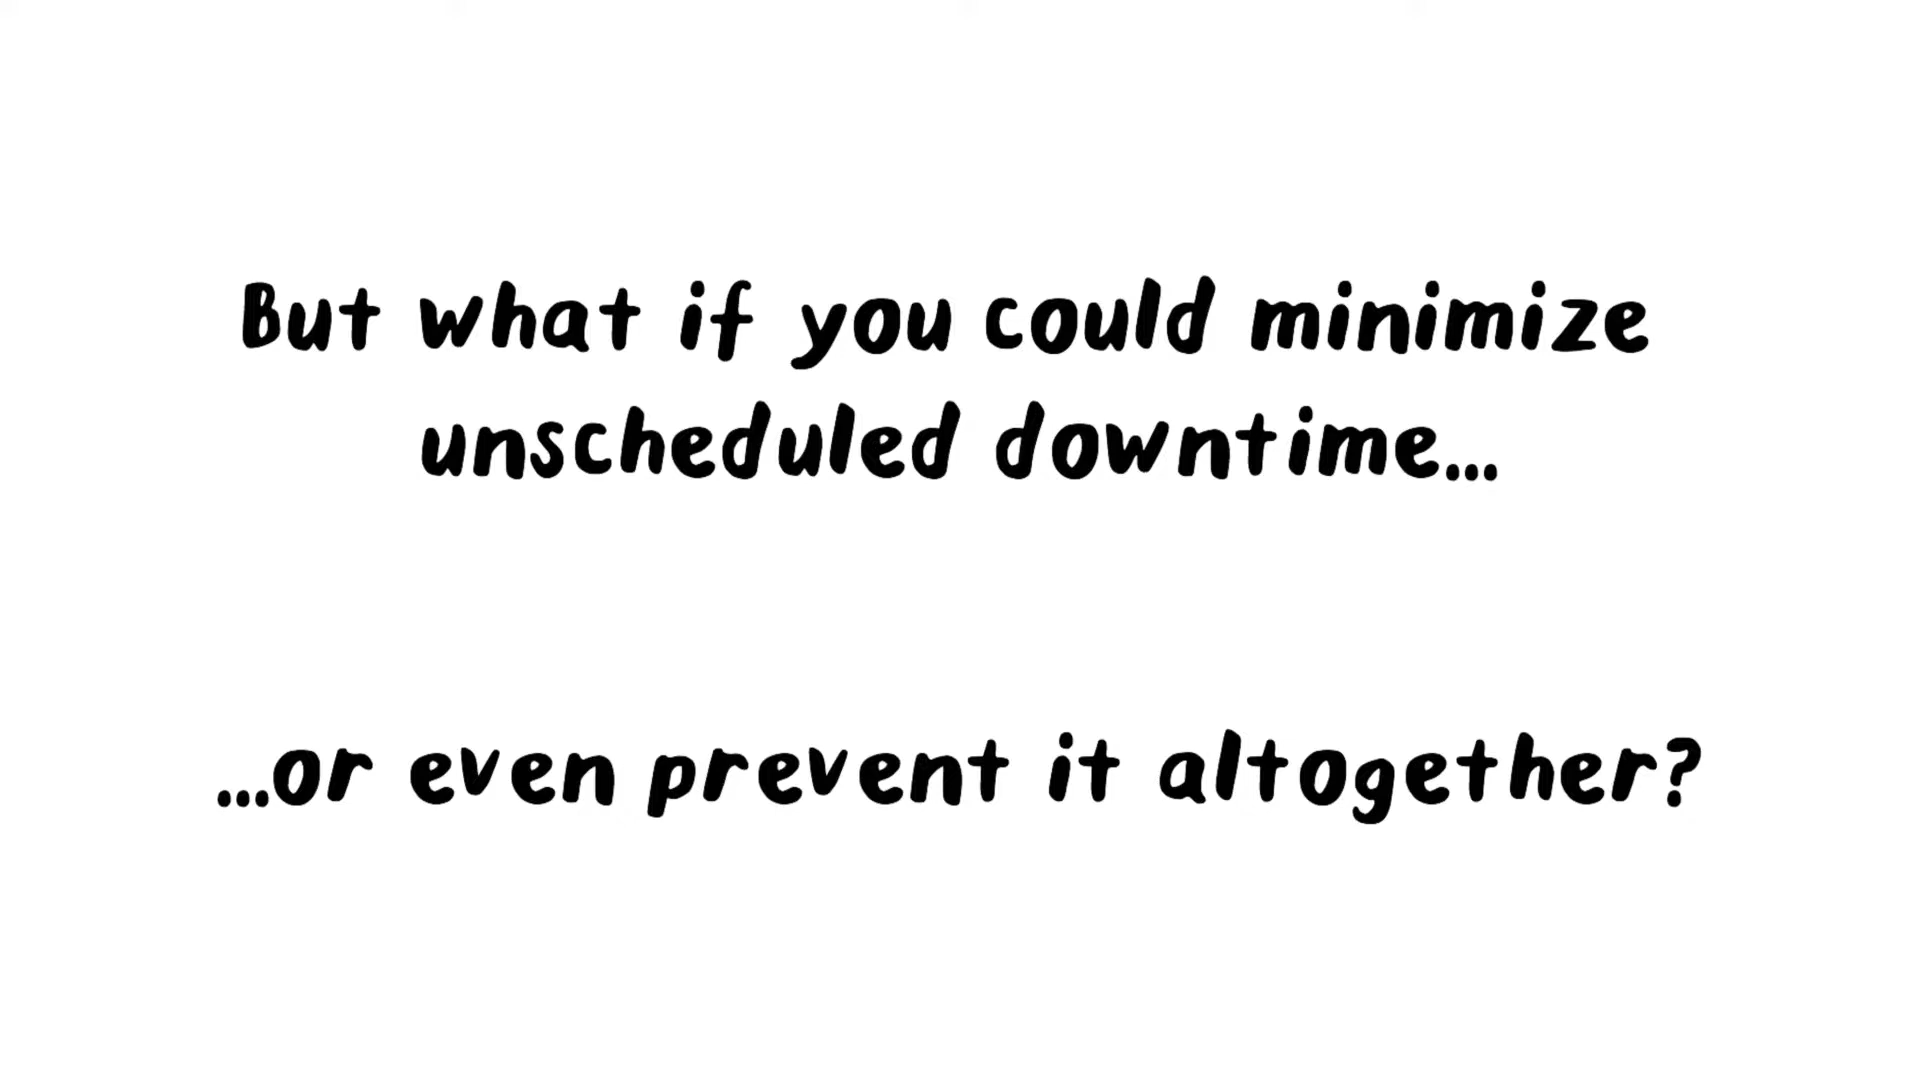 But what if you could minimize
unscheduled downtime...
...or even prevent it altogether?